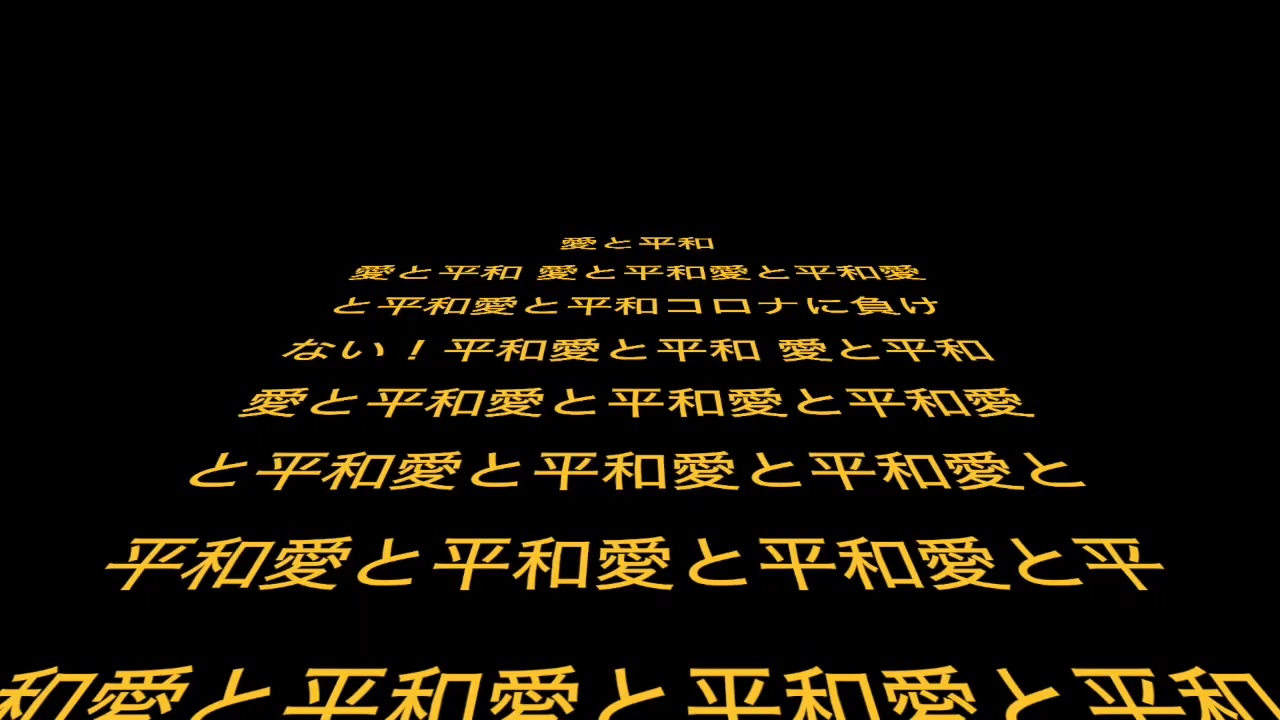 愛と平和
愛と平和 愛と平和愛と平和愛
と平和愛と平和コロナに負け
ない！平和愛と平和 愛と平和
愛と平和愛と平和愛と平和愛
と平和愛と平和愛と平和愛と
平和愛と平和愛と平和愛と平
和愛と平和愛と平和愛と平和